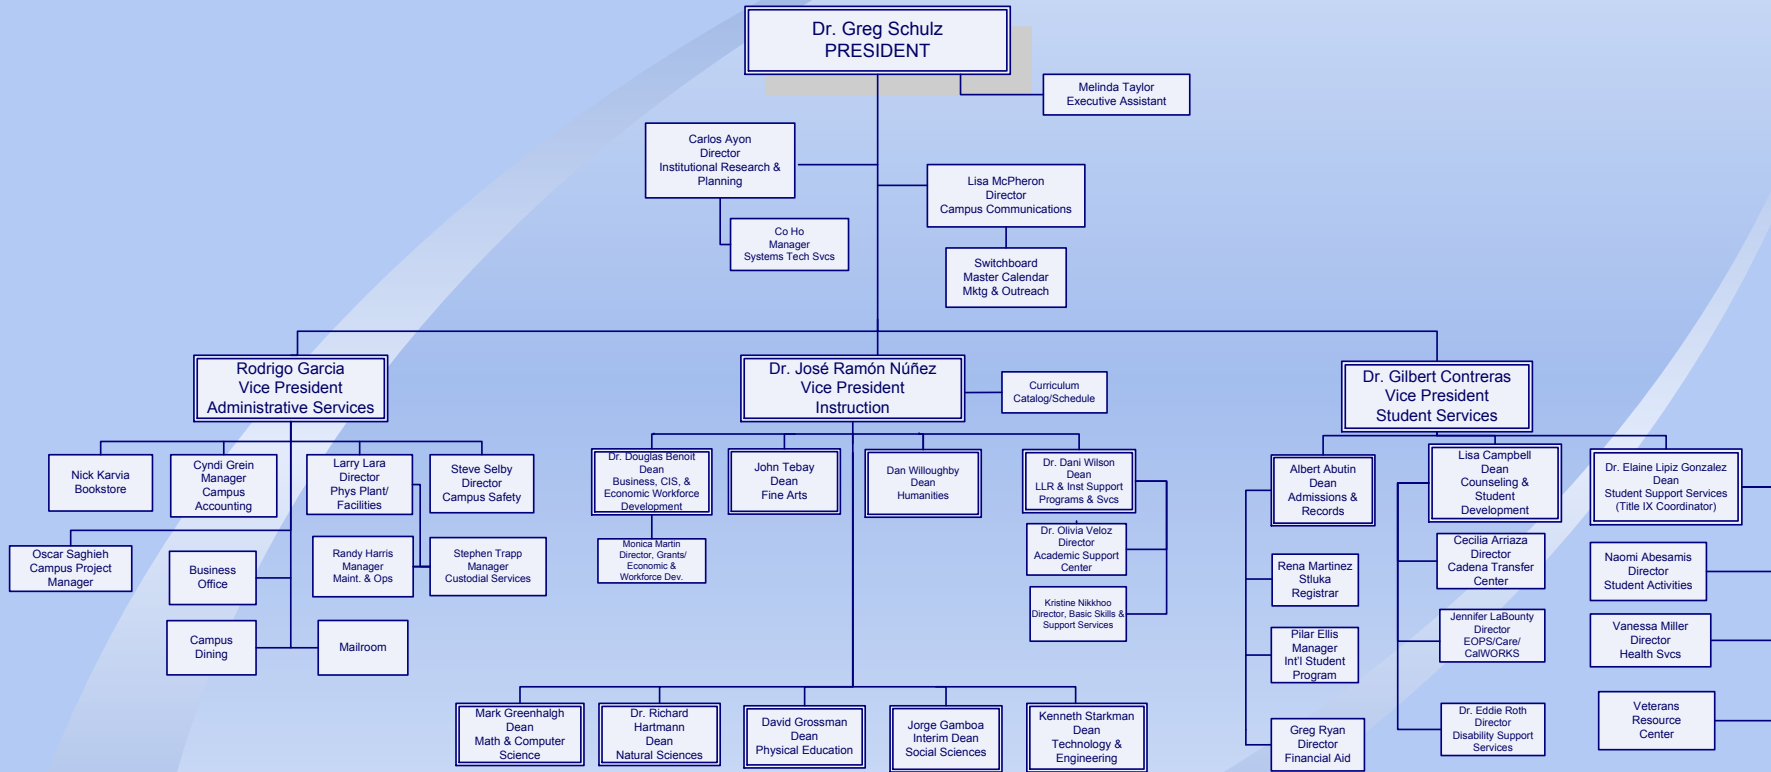 Dr. Greg Schulz
PRESIDENT
Melinda Taylor
Executive Assistant
Carlos Ayon
Director
Institutional Research &
Planning
Lisa McPheron
Director
Campus Communications
Co Ho
Manager
Systems Tech Svcs
Switchboard
Master Calendar
Mktg & Outreach
Rodrigo Garcia
Vice President
Administrative Services
Dr. José Ramón Núñez
Vice President
Instruction
Curriculum
Catalog/Schedule
Dr. Gilbert Contreras
Vice President
Student Services
Nick Karvia
Bookstore
Cyndi Grein
Manager
Campus
Accounting
Larry Lara
Director
Phys Plant/
Facilities
Steve Selby
Director
Campus Safety
Dr. Douglas Benoit
Dean
Business, CIS, &
Economic Workforce
Development
John Tebay
Dean
Fine Arts
Dan Willoughby
Dean
Humanities
Dr. Dani Wilson
Dean
LLR & Inst Support
Programs & Svcs
Albert Abutin
Dean
Admissions &
Records
Lisa Campbell
Dean
Counseling &
Student
Development
Dr. Elaine Lipiz Gonzalez
Dean
Student Support Services
(Title IX Coordinator)
Oscar Saghieh
Campus Project
Manager
Business
Office
Randy Harris
Manager
Maint. & Ops
Stephen Trapp
Manager
Custodial Services
Monica Martin
Director, Grants/
Economic &
Workforce Dev.
Dr. Olivia Veloz
Director
Academic Support
Center
Rena Martinez
Stluka
Registrar
Cecilia Arriaza
Director
Cadena Transfer
Center
Naomi Abesamis
Director
Student Activities
Kristine Nikkhoo
Director, Basic Skills &
Support Services
Campus
Dining
Mailroom
Pilar Ellis
Manager
Int'l Student
Program
Jennifer LaBounty
Director
EOPS/Care/
CalWORKS
Vanessa Miller
Director
Health Svcs
Mark Greenhalgh
Dean
Math & Computer
Science
Dr. Richard
Hartmann
Dean
Natural Sciences
David Grossman
Dean
Physical Education
Jorge Gamboa
Interim Dean
Social Sciences
Kenneth Starkman
Dean
Technology &
Engineering
Greg Ryan
Director
Financial Aid
Dr. Eddie Roth
Director
Disability Support
Services
Veterans
Resource
Center